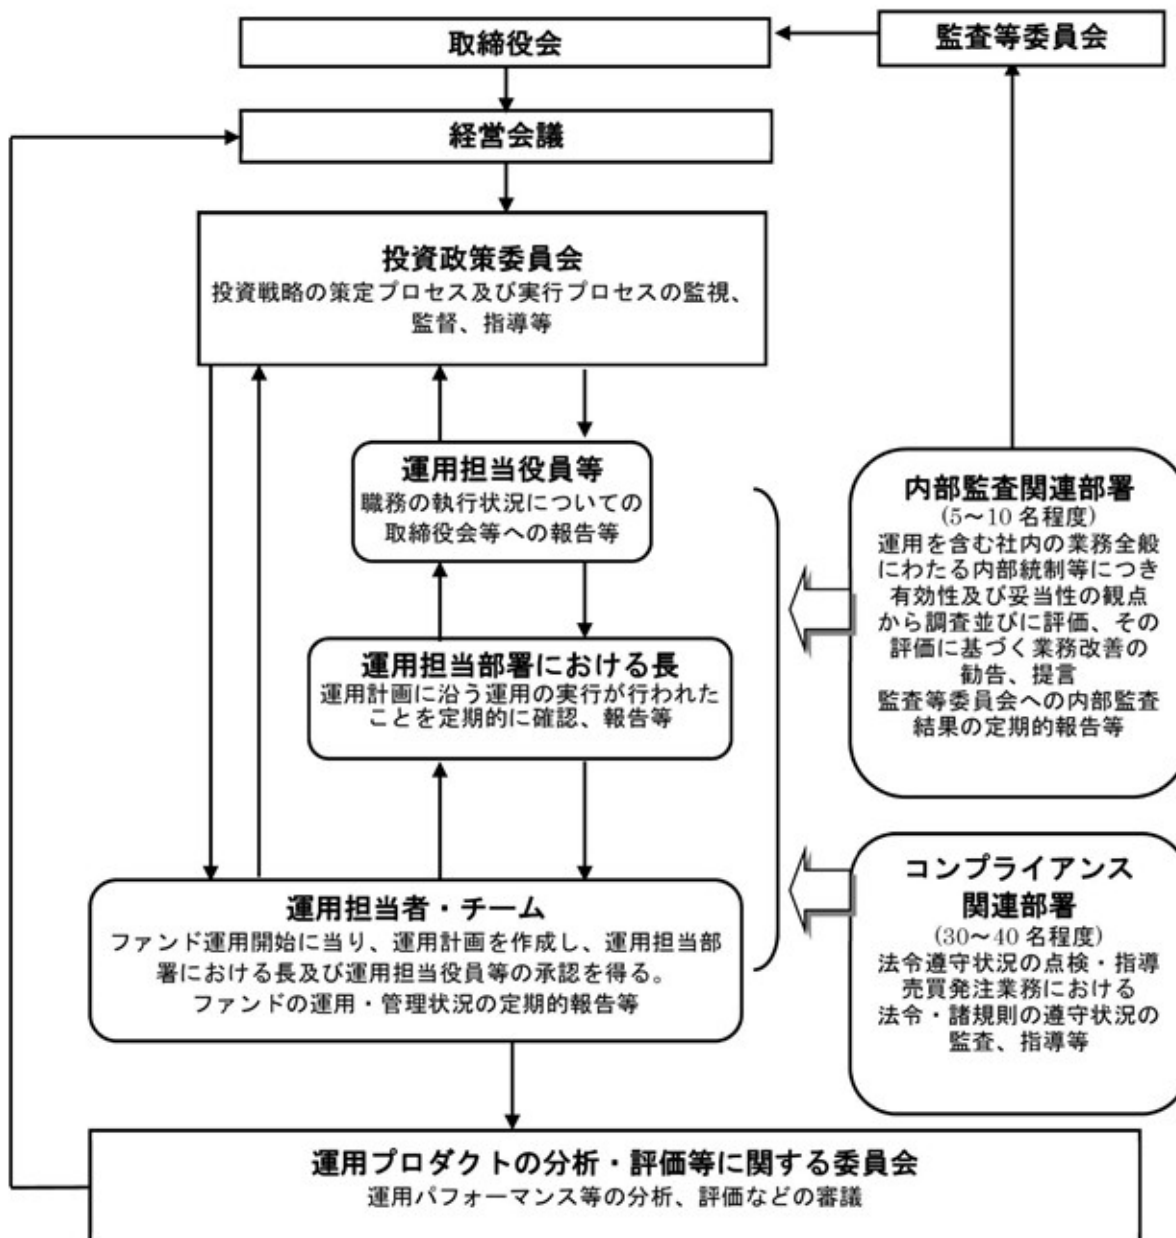 取締役会
監査等委員会
経営会議
投資政策委員会
投資戦略の策定プロセス及び実行プロセスの監視、
監督、指導等
運用担当役員等
職務の執行状況についての
取締役会等への報告等
運用担当部署における長
運用計画に沿う運用の実行が行われた
ことを定期的に確認、報告等
運用担当者・チーム
ファンド運用開始に当り、運用計画を作成し、運用担当部
署における長及び運用担当役員等の承認を得る。
ファンドの運用・管理状況の定期的報告等
内部監査関連部署
(5～10 名程度)
運用を含む社内の業務全般
にわたる内部統制等につき
有効性及び妥当性の観点
から調査並びに評価、その
評価に基づく業務改善の
勧告、提言
監査等委員会への内部監査
結果の定期的報告等
コンプライアンス
関連部署
(30～40 名程度)
法令遵守状況の点検・指導
売買発注業務における
法令・諸規則の遵守状況の
監査、指導等
運用プロダクトの分析・評価等に関する委員会
運用パフォーマンス等の分析、評価などの審議